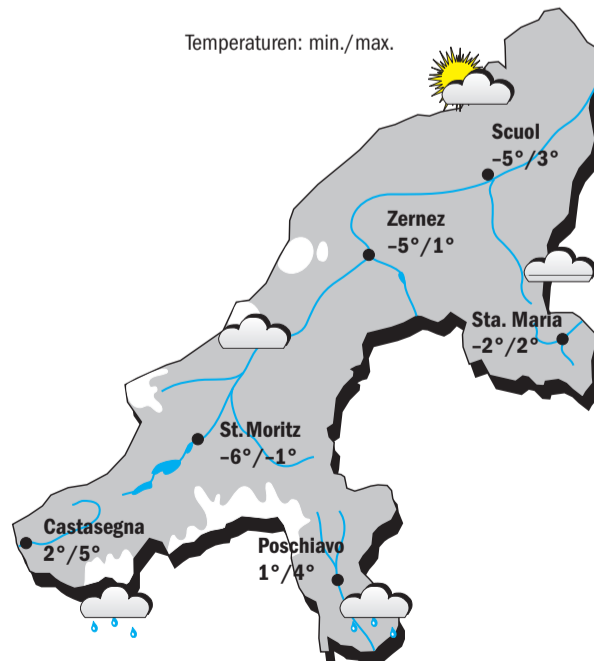 Temperaturen: min./max.
Scuol
–5°/3°
Zernez
–5°/1°
Sta. Maria
–2°/2°
St. Moritz
–6°/–1°
Castasegna
2°/5°
Poschiavo
1°/4°